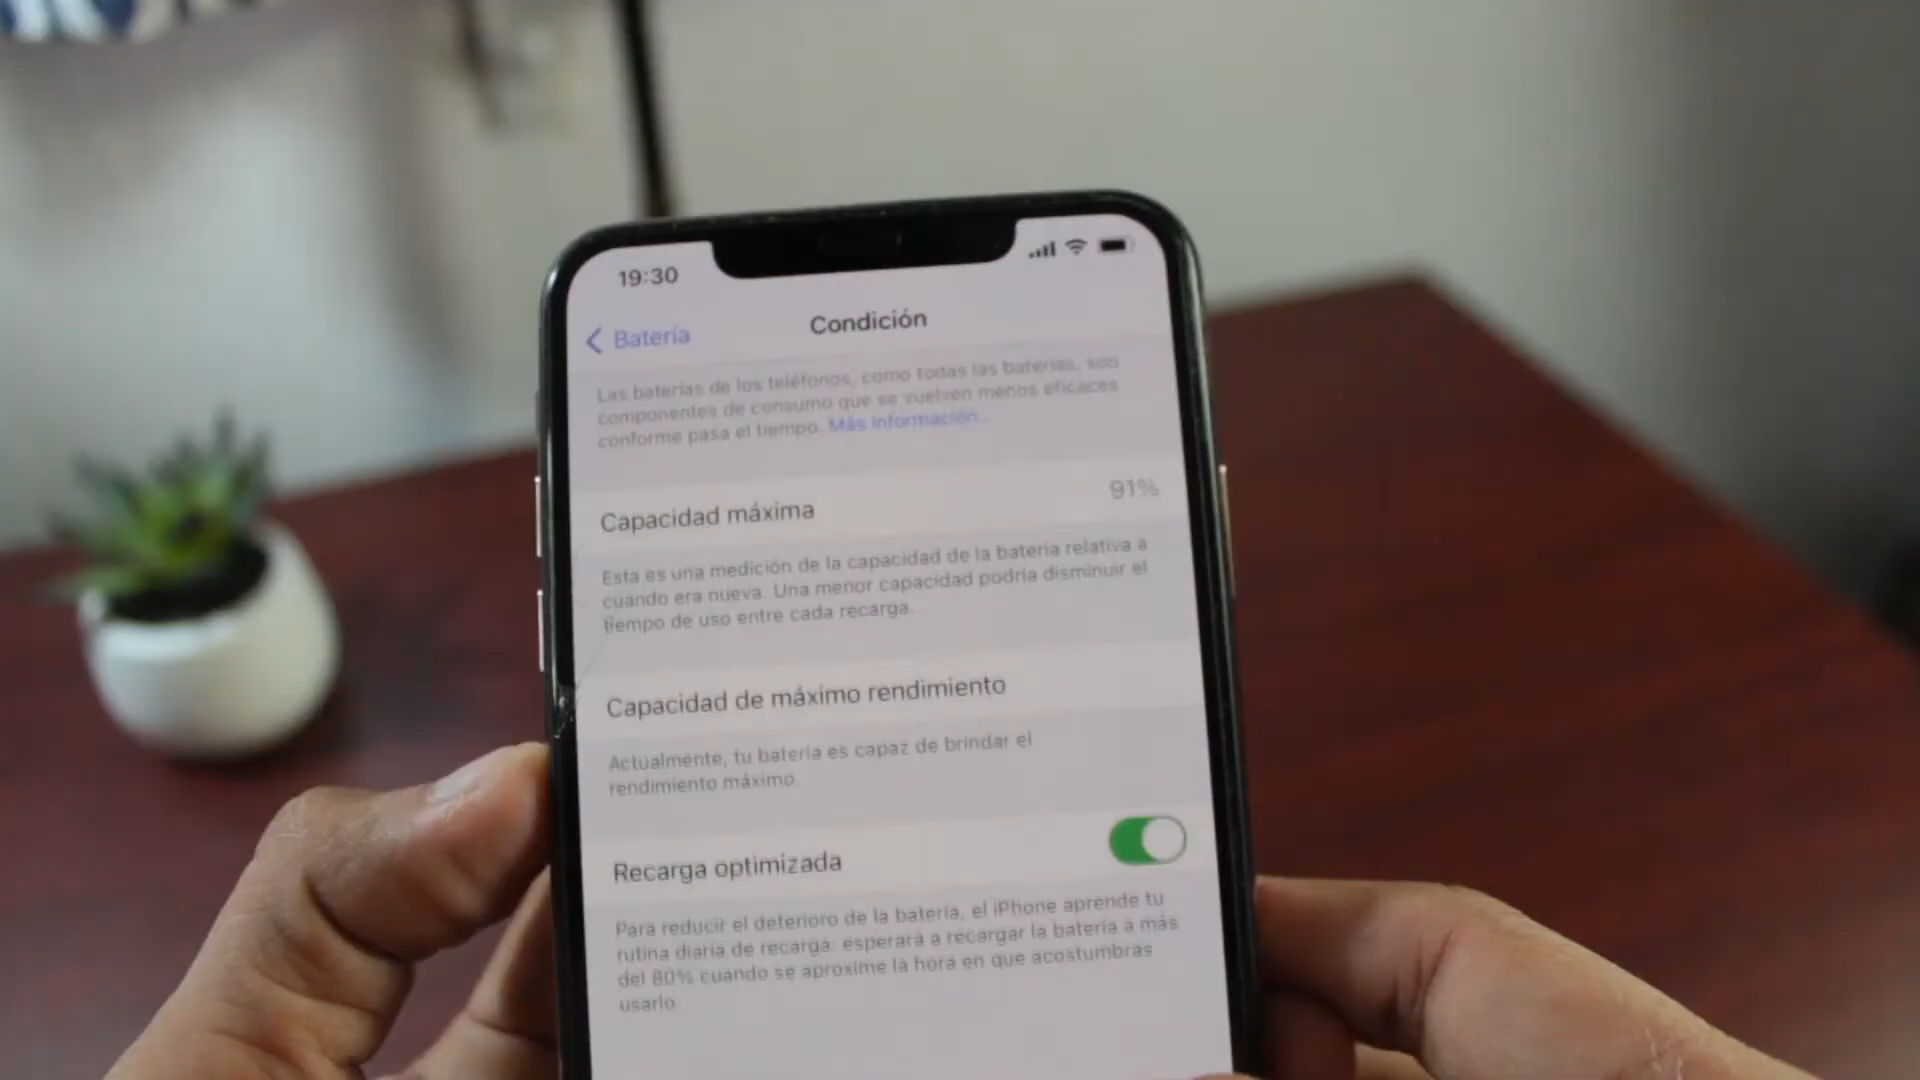 19:30
Batería
Condición
Las baterías de los teléfonos, como todas las baterías, son
componentes de consumo que se vuelven menos eficaces
conforme pasa el tiempo. Más información...
Capacidad máxima
91%
Esta es una medición de la capacidad de la batería relativa a
cuando era nueva. Una menor capacidad podría disminuir el
tiempo de uso entre cada recarga.
Capacidad de máximo rendimiento
Actualmente, tu batería es capaz de brindar el
rendimiento máximo.
Recarga optimizada
Para reducir el deterioro de la batería, el iPhone aprende tu
rutina diaria de recarga: esperará a recargar la batería a más
del 80% cuando se aproxime la hora en que acostumbras
usarlo.